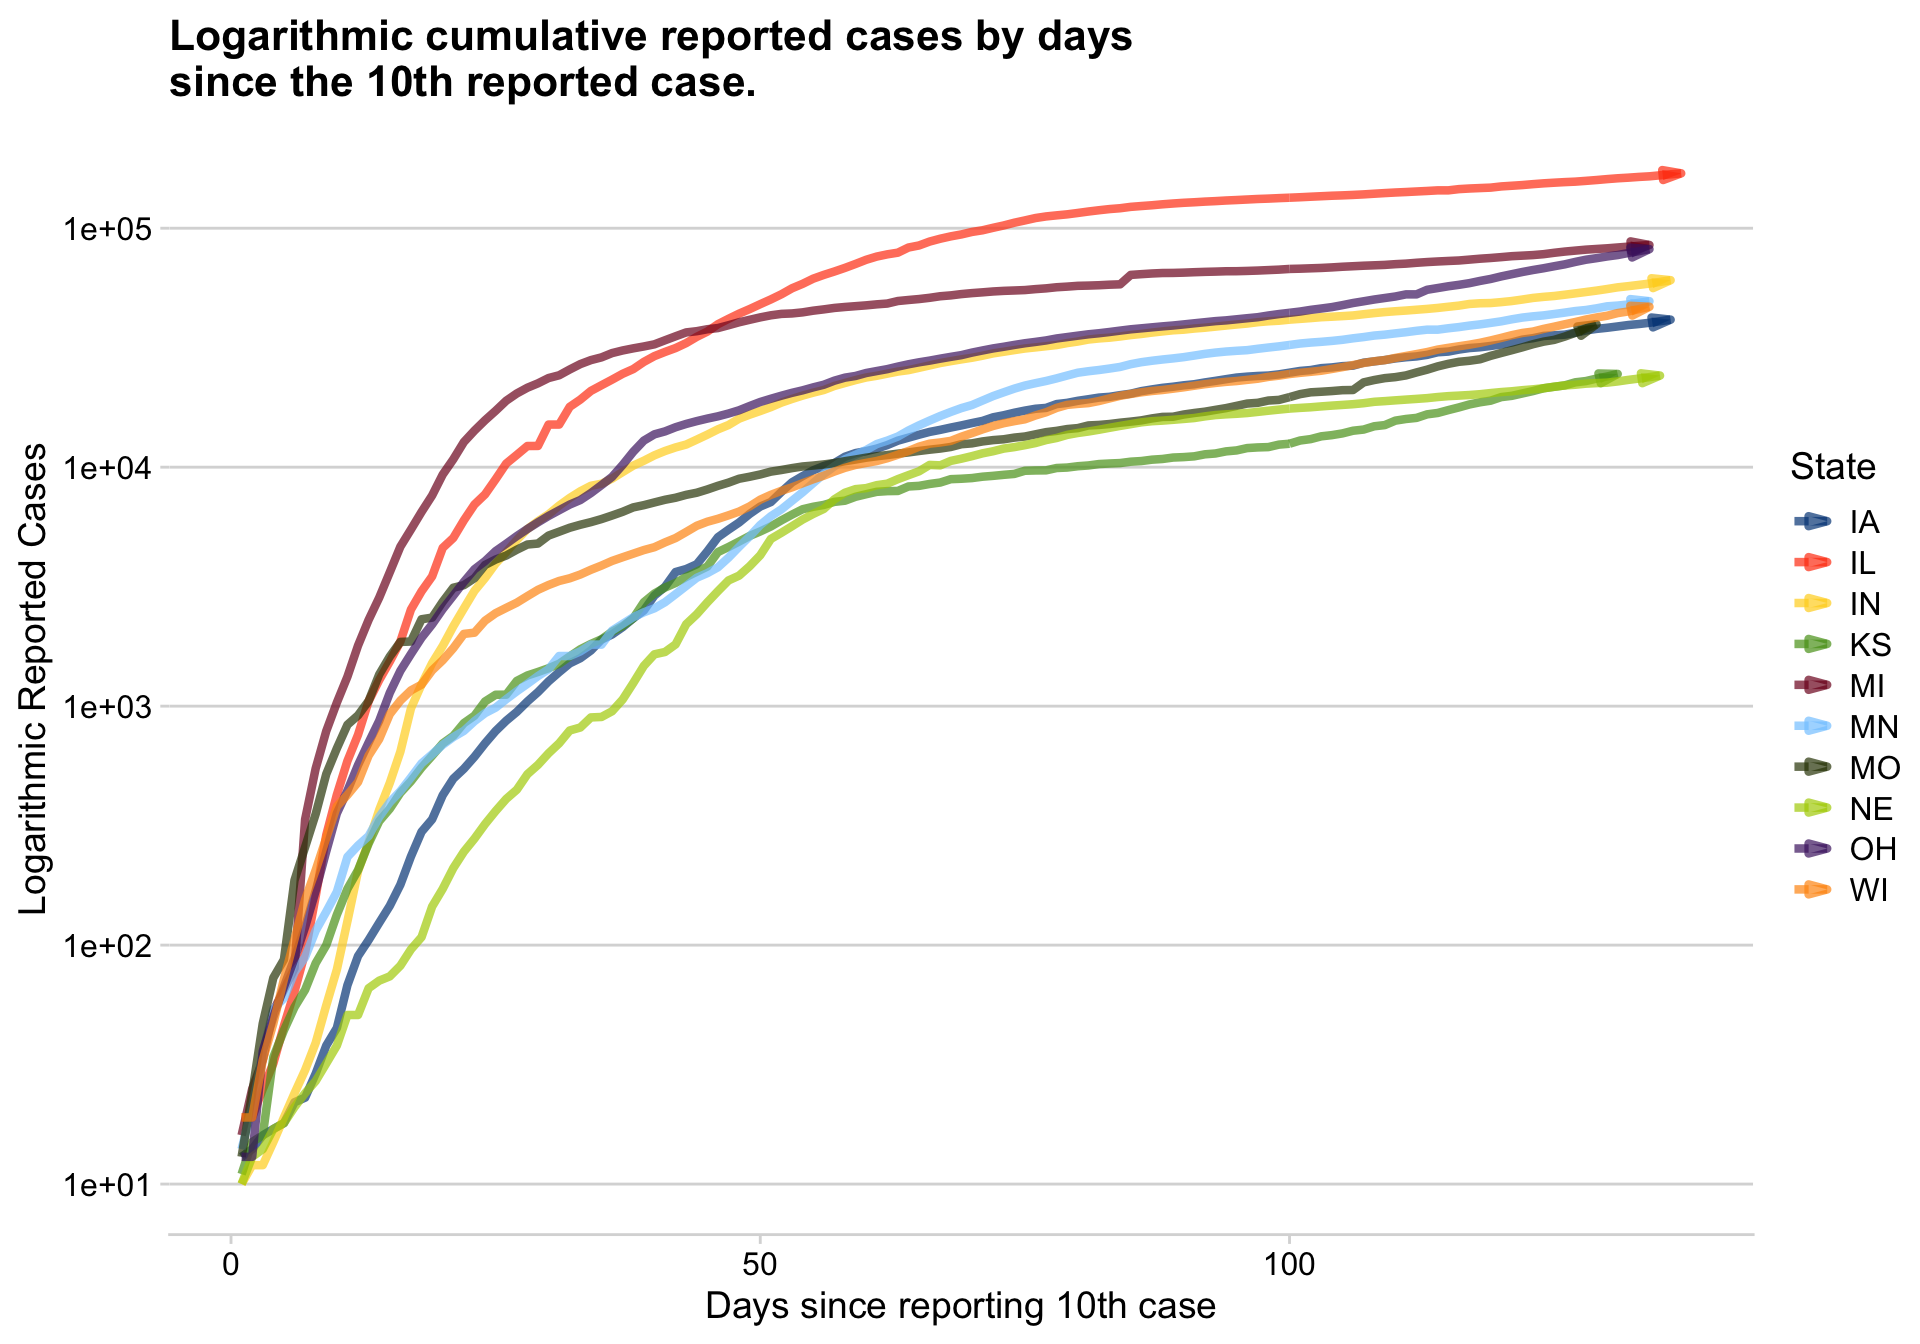 Logarithmic cumulative reported cases by days
since the 10th reported case.
1e+05
1e+04
1e+03
1e+02
1e+01
Logarithmic Reported Cases
0
50
100
Days since reporting 10th case
State
IA
IL
IN
KS
MI
MN
MO
NE
OH
WI